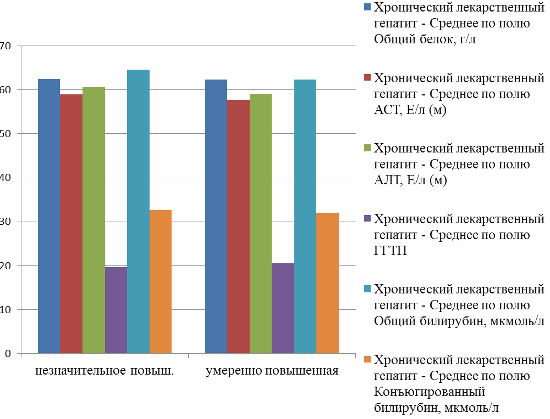 70
60
50
40
30
20
10
0
незначительное повыш.
умеренно повышенная
Хронический лекарственный
гепатит - Среднее по полю
Общий белок, г/л
Хронический лекарственный
гепатит - Среднее по полю
АСТ, Е/л (м)
Хронический лекарственный
гепатит - Среднее по полю
АЛТ, Е/л (м)
Хронический лекарственный
гепатит - Среднее по полю
ГГТП
Хронический лекарственный
гепатит - Среднее по полю
Общий билирубин, мкмоль/л
Хронический лекарственный
гепатит - Среднее по полю
Конъюгированный
билирубин, мкмоль/л